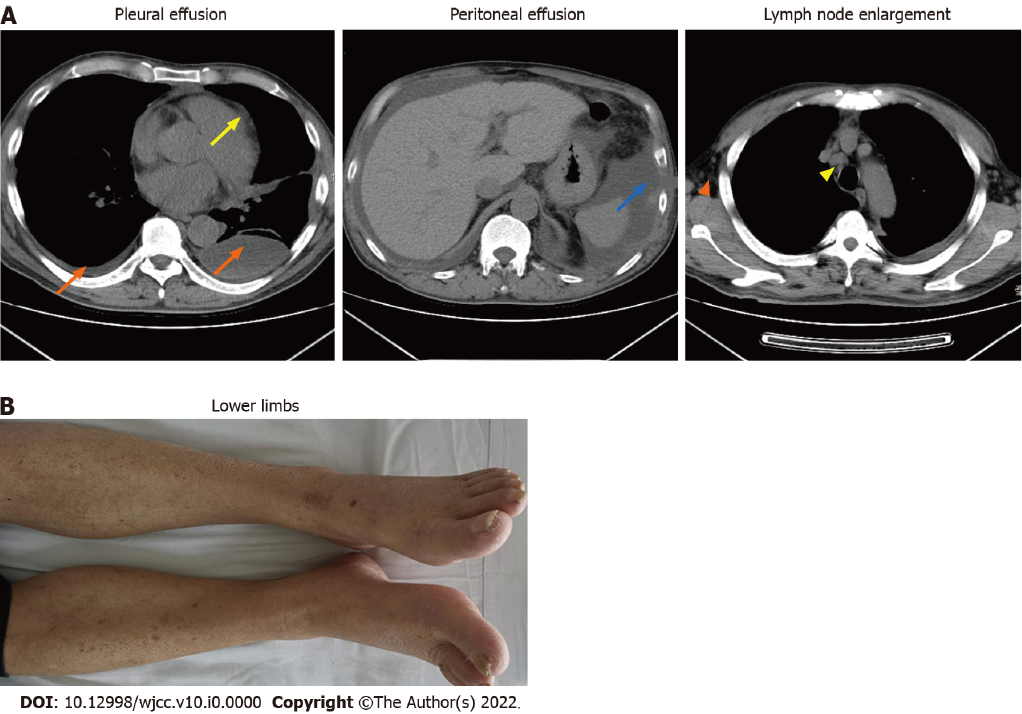 A
Pleural effusion
Peritoneal effusion
Lymph node enlargement
B
Lower limbs
DOI: 10.12998/wjcc.v10.i0.0000 Copyright ©The Author(s) 2022.